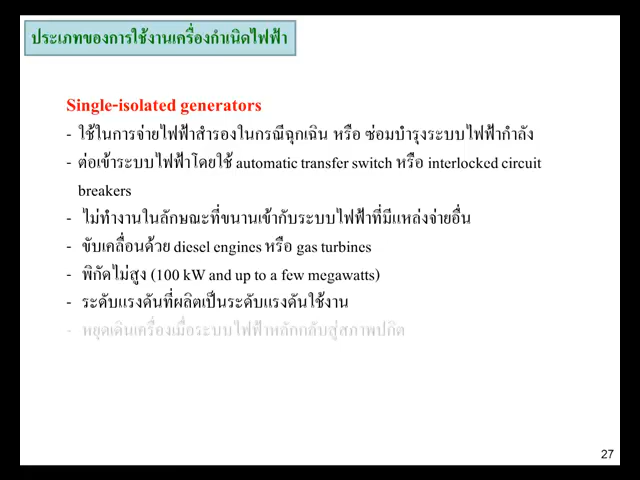 ประเภทของการใช้งานเครื่องกำเนิดไฟฟ้า
Single-isolated generators
- ใช้ในการจ่ายไฟฟ้าสำรองในกรณีฉุกเฉิน หรือ ซ่อมบำรุงระบบไฟฟ้ากำลัง
- ต่อเข้าระบบไฟฟ้าโดยใช้ automatic transfer switch หรือ interlocked circuit
breakers
- ไม่ทำงานในลักษณะที่ขนานเข้ากับระบบไฟฟ้าที่มีแหล่งจ่ายอื่น
- ขับเคลื่อนด้วย diesel engines หรือ gas turbines
- พิกัดไม่สูง (100 kW and up to a few megawatts)
- ระดับแรงดันที่ผลิตเป็นระดับแรงดันใช้งาน
- หยุดเดินเครื่องเมื่อระบบไฟฟ้าหลักกลับสู่สภาพปกติ
27